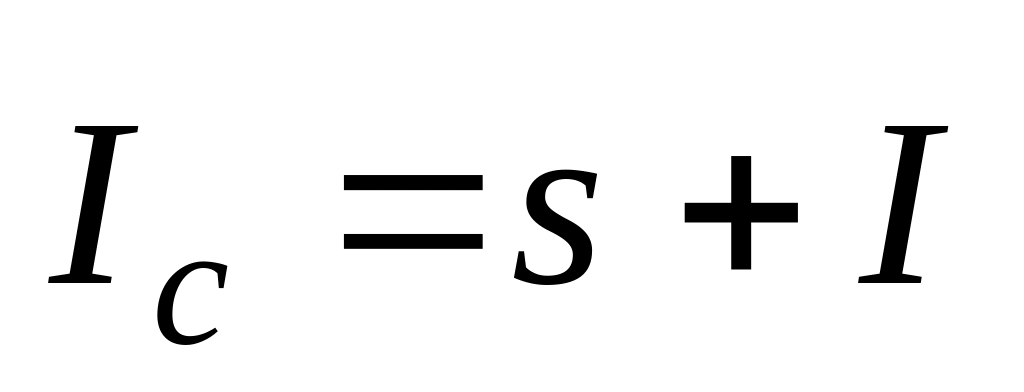 I_c = s + I